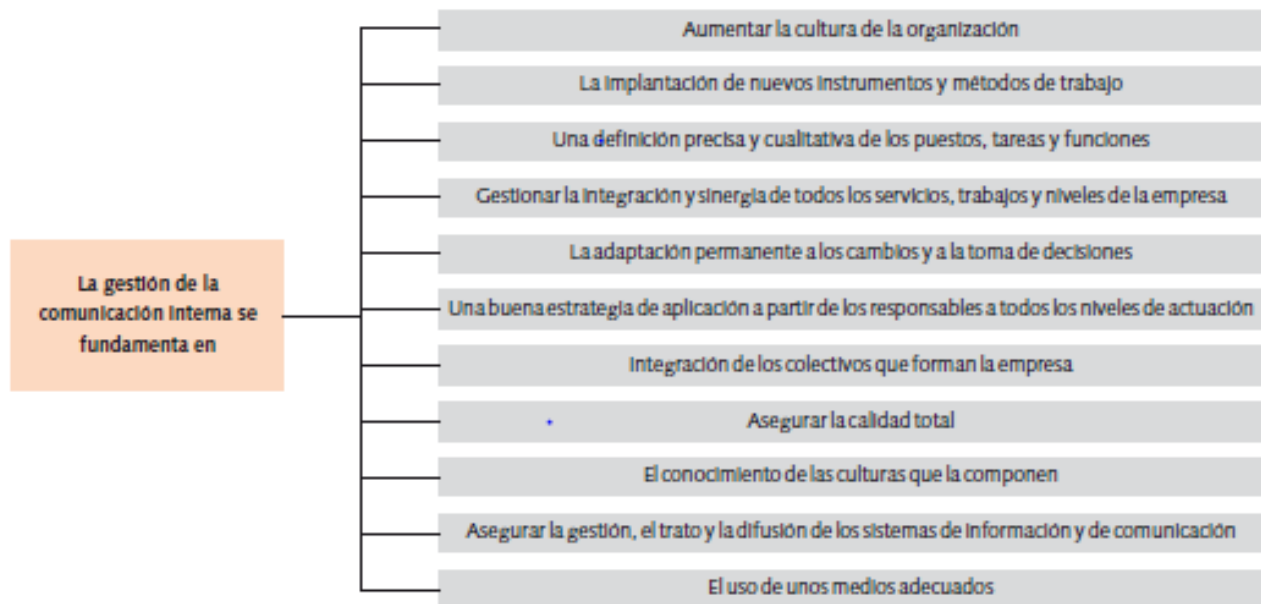 Aumentar la cultura de la organización
La implantación de nuevos instrumentos y métodos de trabajo
Una definición precisa y cualitativa de los puestos, tareas y funciones
Gestionar la integración y sinergia de todos los servicios, trabajos y niveles de la empresa
La adaptación permanente a los cambios y a la toma de decisiones
La gestión de la
comunicación interna se
fundamenta en
Una buena estrategia de aplicación a partir de los responsables a todos los niveles de actuación
Integración de los colectivos que forman la empresa
Asegurar la calidad total
El conocimiento de las culturas que la componen
Asegurar la gestión, el trato y la difusión de los sistemas de información y de comunicación
El uso de unos medios adecuados